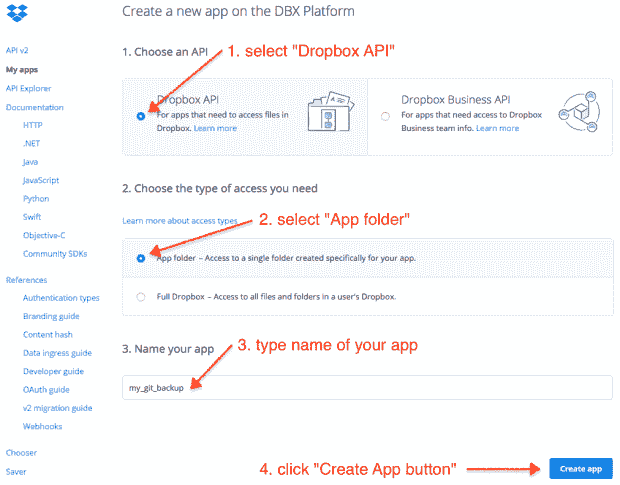 Create a new app on the DBX Platform
API v2
My apps
API Explorer
Documentation
HTTP
.NET
Java
JavaScript
Python
Swift
Objective-C
Community SDKs
References
Authentication types
Branding guide
Content hash
Data ingress guide
Developer guide
OAuth guide
v2 migration guide
Webhooks
Chooser
Saver
1. Choose an API
1. select "Dropbox API"
Dropbox API
For apps that need to access files in
Dropbox. Learn more
Dropbox Business API
For apps that need access to Dropbox
Business team info. Learn more
2. Choose the type of access you need
Learn more about access types
2. select "App folder"
App folder – Access to a single folder created specifically for your app.
Full Dropbox – Access to all files and folders in a user's Dropbox.
3. Name your app
3. type name of your app
my_git_backup
4. click "Create App button"
Create app